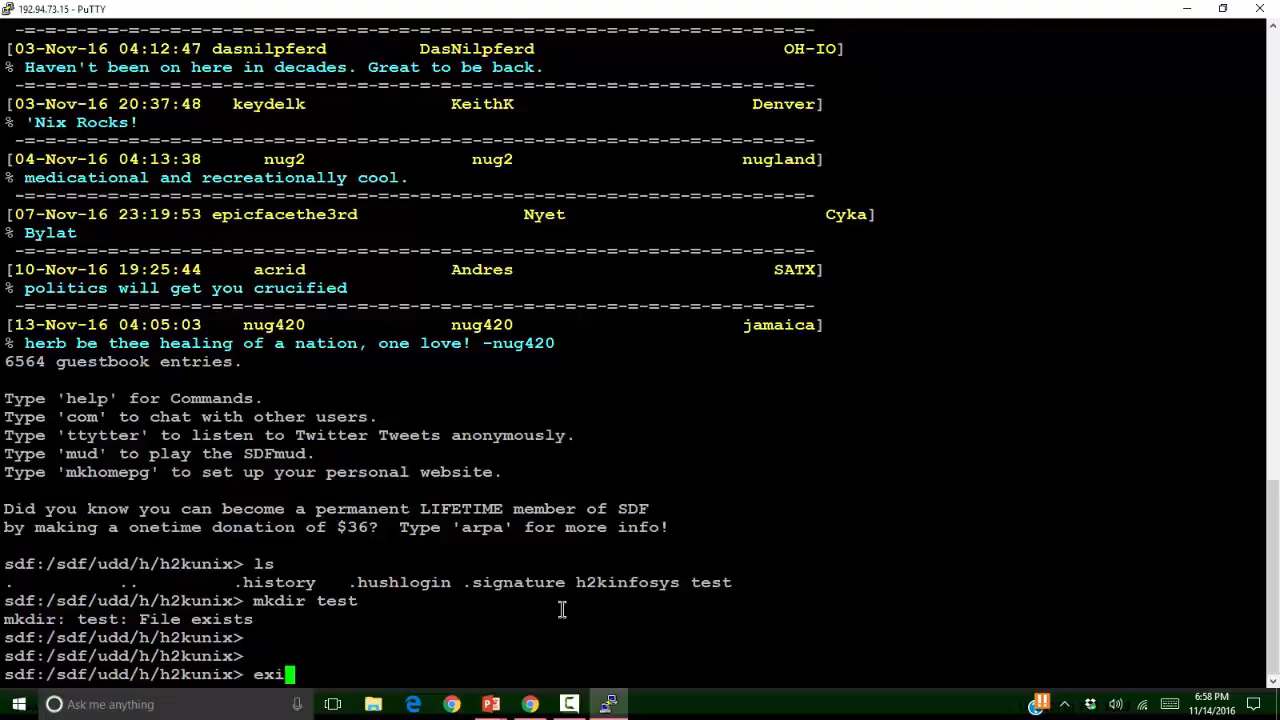 192.94.73.15 - PuTTY
-=-=-=-=-=-=-=-=-=-=-=-=-=-=-=-=-=-=-=-=-=-=-=-=-=-=-=-=-=-=-=-=-=-=-=-=-=-=-
[03-Nov-16 04:12:47 dasnilpferd DasNilpferd OH-IO]
% Haven't been on here in decades. Great to be back.
-=-=-=-=-=-=-=-=-=-=-=-=-=-=-=-=-=-=-=-=-=-=-=-=-=-=-=-=-=-=-=-=-=-=-=-=-=-=-
[03-Nov-16 20:37:48 keydelk KeithK Denver]
% 'Nix Rocks!
-=-=-=-=-=-=-=-=-=-=-=-=-=-=-=-=-=-=-=-=-=-=-=-=-=-=-=-=-=-=-=-=-=-=-=-=-=-=-
[04-Nov-16 04:13:38 nug2 nug2 nugland]
% medicational and recreationally cool.
-=-=-=-=-=-=-=-=-=-=-=-=-=-=-=-=-=-=-=-=-=-=-=-=-=-=-=-=-=-=-=-=-=-=-=-=-=-=-
[07-Nov-16 23:19:53 epicfacethe3rd Nyet Cyka]
% Bylat
-=-=-=-=-=-=-=-=-=-=-=-=-=-=-=-=-=-=-=-=-=-=-=-=-=-=-=-=-=-=-=-=-=-=-=-=-=-=-
[10-Nov-16 19:25:44 acrid Andres SATX]
% politics will get you crucified
-=-=-=-=-=-=-=-=-=-=-=-=-=-=-=-=-=-=-=-=-=-=-=-=-=-=-=-=-=-=-=-=-=-=-=-=-=-=-
[13-Nov-16 04:05:03 nug420 nug420 jamaica]
% herb be thee healing of a nation, one love! -nug420
6564 guestbook entries.
Type 'help' for Commands.
Type 'com' to chat with other users.
Type 'ttytter' to listen to Twitter Tweets anonymously.
Type 'mud' to play the SDFmud.
Type 'mkhomepg' to set up your personal website.
Did you know you can become a permanent LIFETIME member of SDF
by making a onetime donation of $36? Type 'arpa' for more info!
sdf:/sdf/udd/h/h2kunix> ls
. .. .history .hushlogin .signature h2kinfosys test
sdf:/sdf/udd/h/h2kunix> mkdir test
mkdir: test: File exists
sdf:/sdf/udd/h/h2kunix>
sdf:/sdf/udd/h/h2kunix>
sdf:/sdf/udd/h/h2kunix> exi
Ask me anything
6:58 PM
11/14/2016